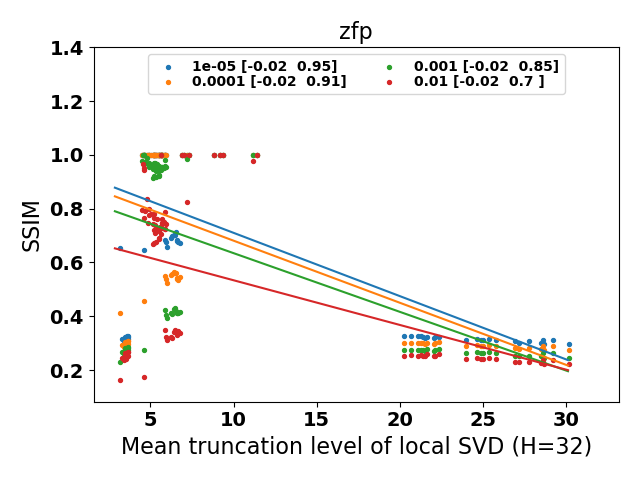 zfp
1.4
1.2
1.0
0.8
0.6
0.4
0.2
SSIM
1e-05 [-0.02 0.95]
0.0001 [-0.02 0.91]
0.001 [-0.02 0.85]
0.01 [-0.02 0.7 ]
5 10 15 20 25 30
Mean truncation level of local SVD (H=32)